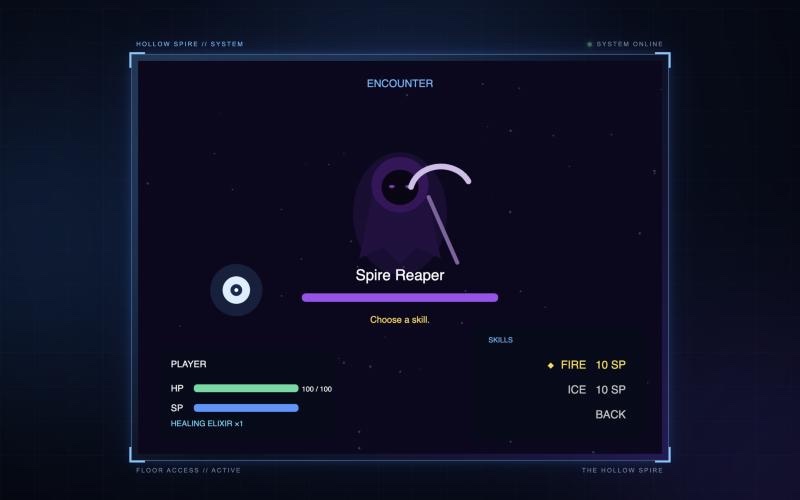 HOLLOW SPIRE // SYSTEM
SYSTEM ONLINE
ENCOUNTER
Spire Reaper
Choose a skill.
SKILLS
PLAYER
FIRE 10 SP
HP 100 / 100
ICE 10 SP
SP
BACK
HEALING ELIXIR ×1
FLOOR ACCESS // ACTIVE
THE HOLLOW SPIRE